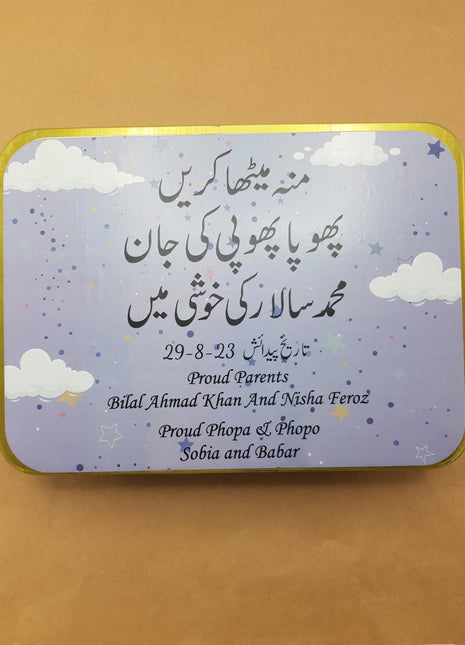 منہ میٹھا کریں
پھوپا پھوپی کی جان
محمد سالار کی خوشی میں
تاریخ پیدائش 29-8-23
Proud Parents
Bilal Ahmad Khan And Nisha Feroz
Proud Phopa & Phopo
Sobia and Babar